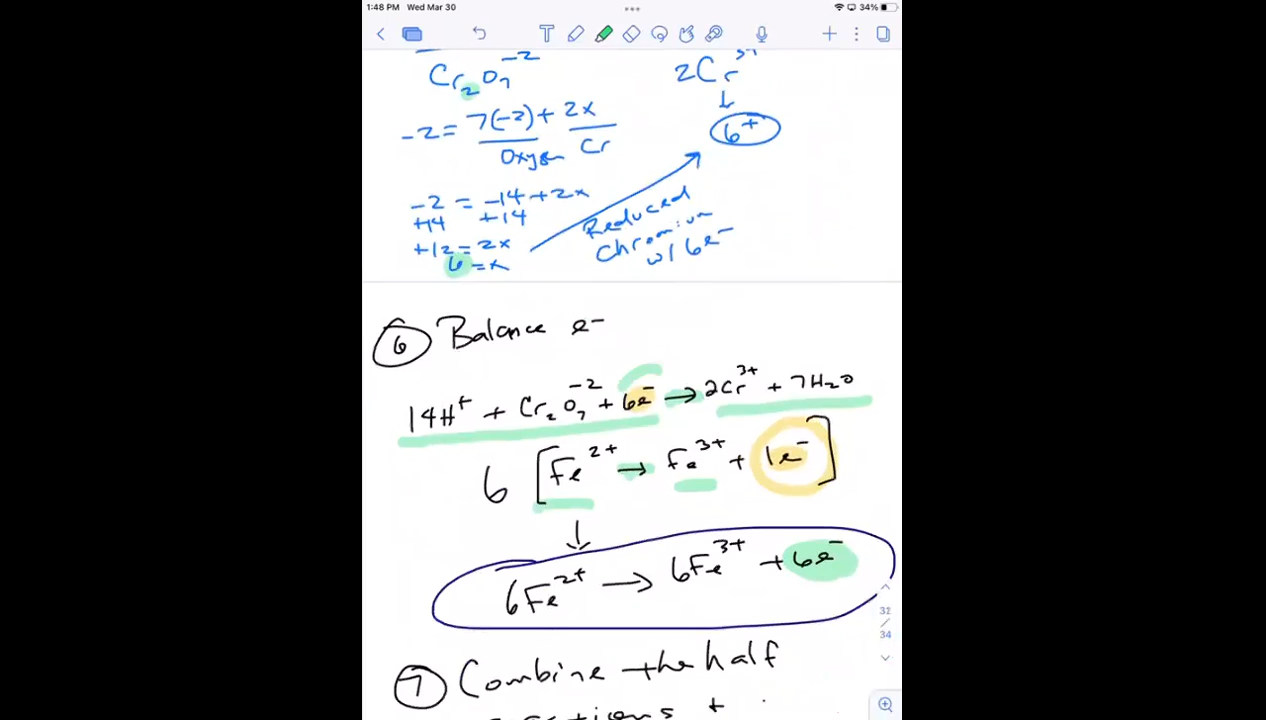 1:48 PM Wed Mar 30
34%
Cr₂O₇⁻²
2Cr³⁺
-2 = 7(-2) + 2x
Oxygen Cr
6+
-2 = -14 + 2x
+14 +14
+12 = 2x
6 = x
Reduced
Chromium
w/ 6e⁻
6 Balance e⁻
14H⁺ + Cr₂O₇⁻² + 6e⁻ → 2Cr³⁺ + 7H₂O
6 [Fe²⁺ → Fe³⁺ + 1e⁻]
6Fe²⁺ → 6Fe³⁺ + 6e⁻
32
/
34
7 Combine the half